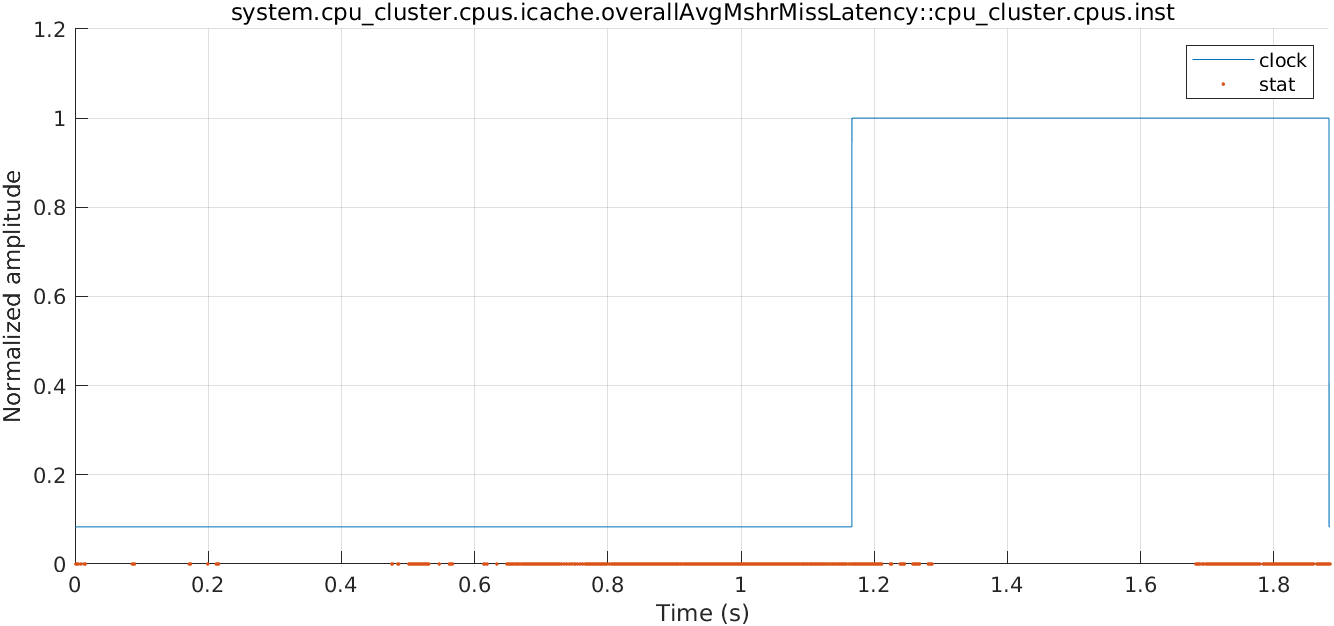 system.cpu_cluster.cpus.icache.overallAvgMshrMissLatency::cpu_cluster.cpus.inst
1.2
1
0.8
0.6
0.4
0.2
0
Normalized amplitude
clock
stat
0 0.2 0.4 0.6 0.8 1 1.2 1.4 1.6 1.8
Time (s)